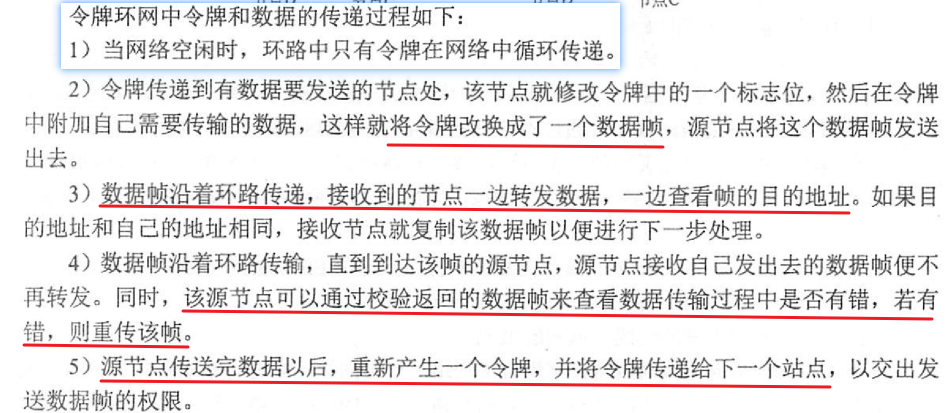 令牌环网中令牌和数据的传递过程如下：
1）当网络空闲时，环路中只有令牌在网络中循环传递。
2）令牌传递到有数据要发送的节点处，该节点就修改令牌中的一个标志位，然后在令牌
中附加自己需要传输的数据，这样就将令牌改换成了一个数据帧，源节点将这个数据帧发送
出去。
3）数据帧沿着环路传递，接收到的节点一边转发数据，一边查看帧的目的地址。如果目
的地址和自己的地址相同，接收节点就复制该数据帧以便进行下一步处理。
4）数据帧沿着环路传输，直到到达该帧的源节点，源节点接收自己发出去的数据帧便不
再转发。同时，该源节点可以通过校验返回的数据帧来查看数据传输过程中是否有错，若有
错，则重传该帧。
5）源节点传送完数据以后，重新产生一个令牌，并将令牌传递给下一个站点，以交出发
送数据帧的权限。